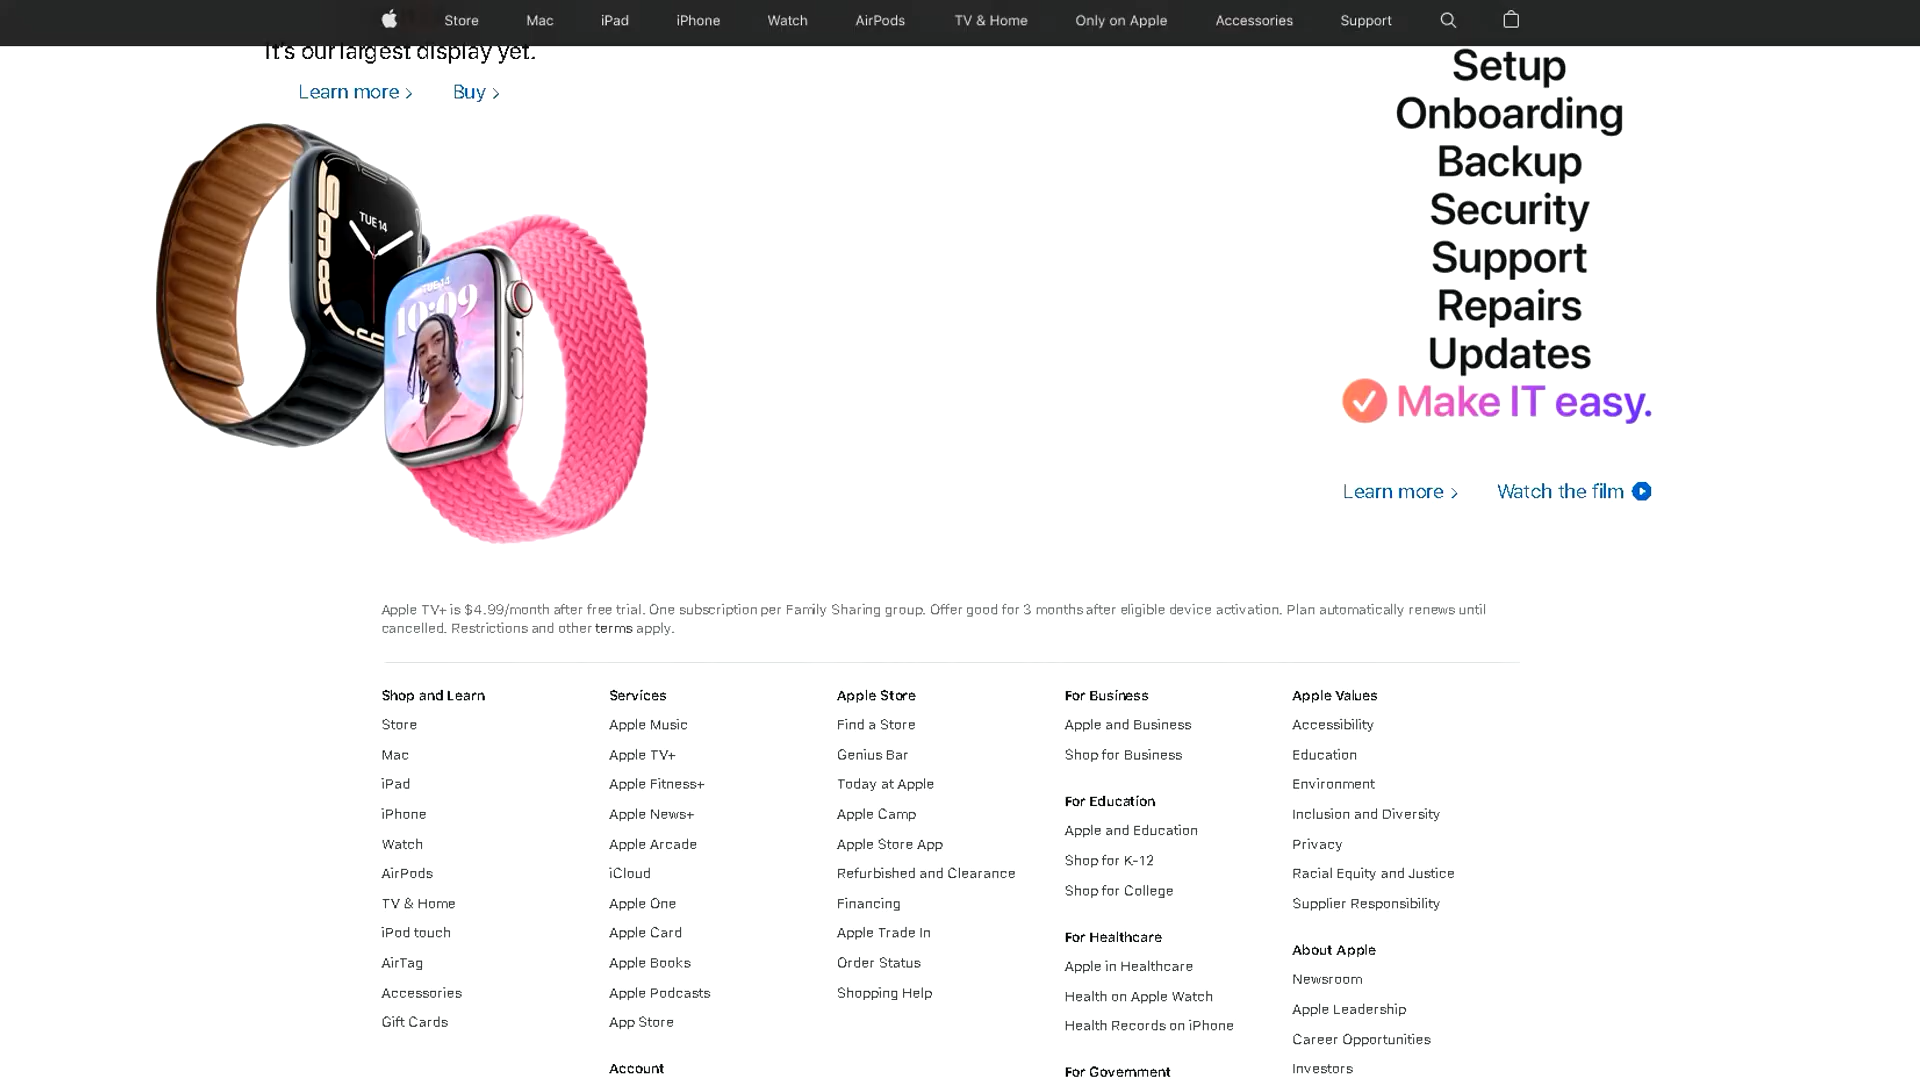 Store Mac iPad iPhone Watch AirPods TV & Home Only on Apple Accessories Support
It's our largest display yet.
Learn more > Buy >
TUE 14
TUE 14
10:09
Setup
Onboarding
Backup
Security
Support
Repairs
Updates
Make IT easy.
Learn more > Watch the film
Apple TV+ is $4.99/month after free trial. One subscription per Family Sharing group. Offer good for 3 months after eligible device activation. Plan automatically renews until
cancelled. Restrictions and other terms apply.
Shop and Learn
Store
Mac
iPad
iPhone
Watch
AirPods
TV & Home
iPod touch
AirTag
Accessories
Gift Cards
Services
Apple Music
Apple TV+
Apple Fitness+
Apple News+
Apple Arcade
iCloud
Apple One
Apple Card
Apple Books
Apple Podcasts
App Store
Account
Apple Store
Find a Store
Genius Bar
Today at Apple
Apple Camp
Apple Store App
Refurbished and Clearance
Financing
Apple Trade In
Order Status
Shopping Help
For Business
Apple and Business
Shop for Business
For Education
Apple and Education
Shop for K-12
Shop for College
For Healthcare
Apple in Healthcare
Health on Apple Watch
Health Records on iPhone
For Government
Apple Values
Accessibility
Education
Environment
Inclusion and Diversity
Privacy
Racial Equity and Justice
Supplier Responsibility
About Apple
Newsroom
Apple Leadership
Career Opportunities
Investors